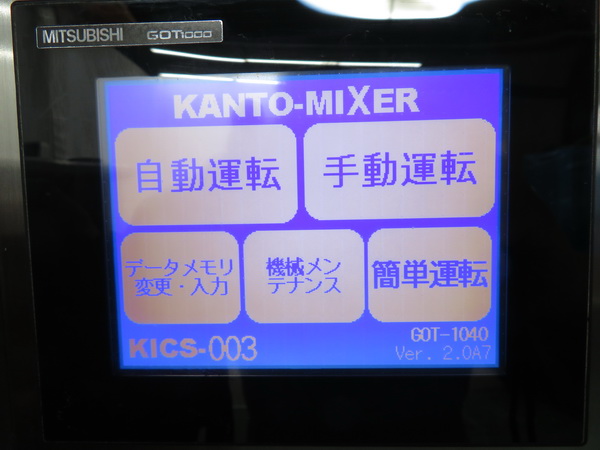 MITSUBISHI GOT1000
KANTO-MIXER
自動運転 手動運転
データメモリ
変更・入力
機械メン
テナンス
簡単運転
KICS-003
GOT-1040
Ver. 2.0A7